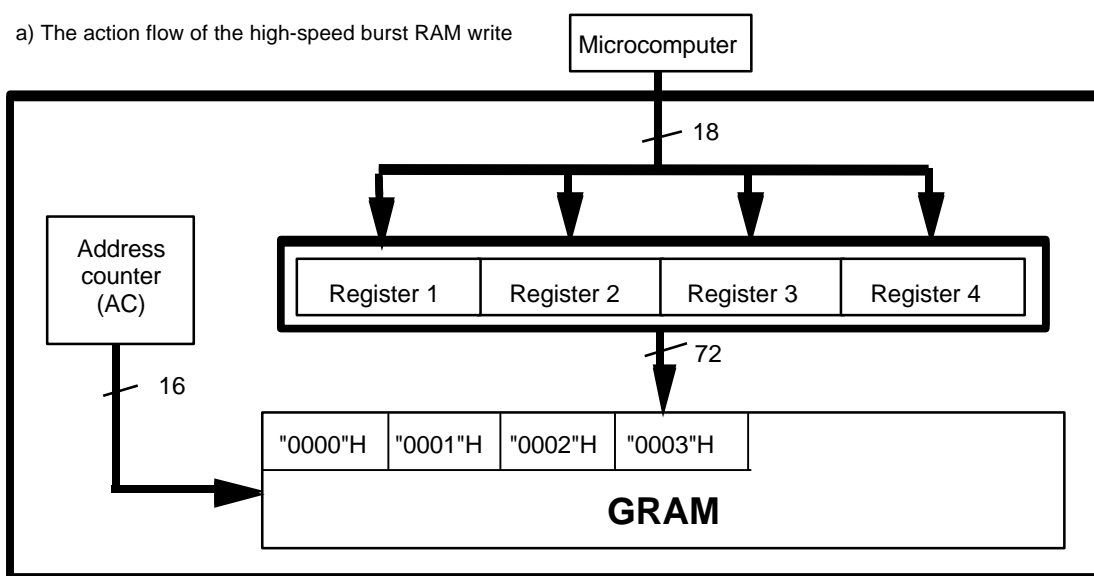 a) The action flow of the high-speed burst RAM write
Microcomputer
18
Address
counter
(AC)
Register 1 Register 2 Register 3 Register 4
72
16
"0000"H "0001"H "0002"H "0003"H
GRAM